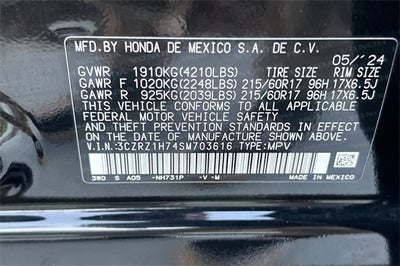 MFD.BY HONDA DE MEXICO S.A. DE C.V.
05/'24
GVWR 1910KG(4210LBS) TIRE SIZE RIM SIZE
GAWR F 1020KG(2248LBS) 215/60R17 96H 17X6.5J
GAWR R 925KG(2039LBS) 215/60R17 96H 17X6.5J
THIS VEHICLE CONFORMS TO ALL APPLICABLE
FEDERAL MOTOR VEHICLE SAFETY
AND THEFT PREVENTION STANDARDS IN EFFECT ON
THE DATE OF MANUFACTURE SHOWN ABOVE.
V.I.N.:3CZRZ1H74SM703616 TYPE:MPV
3W0 S A05 -NH731P -V -M MADE IN MEXICO